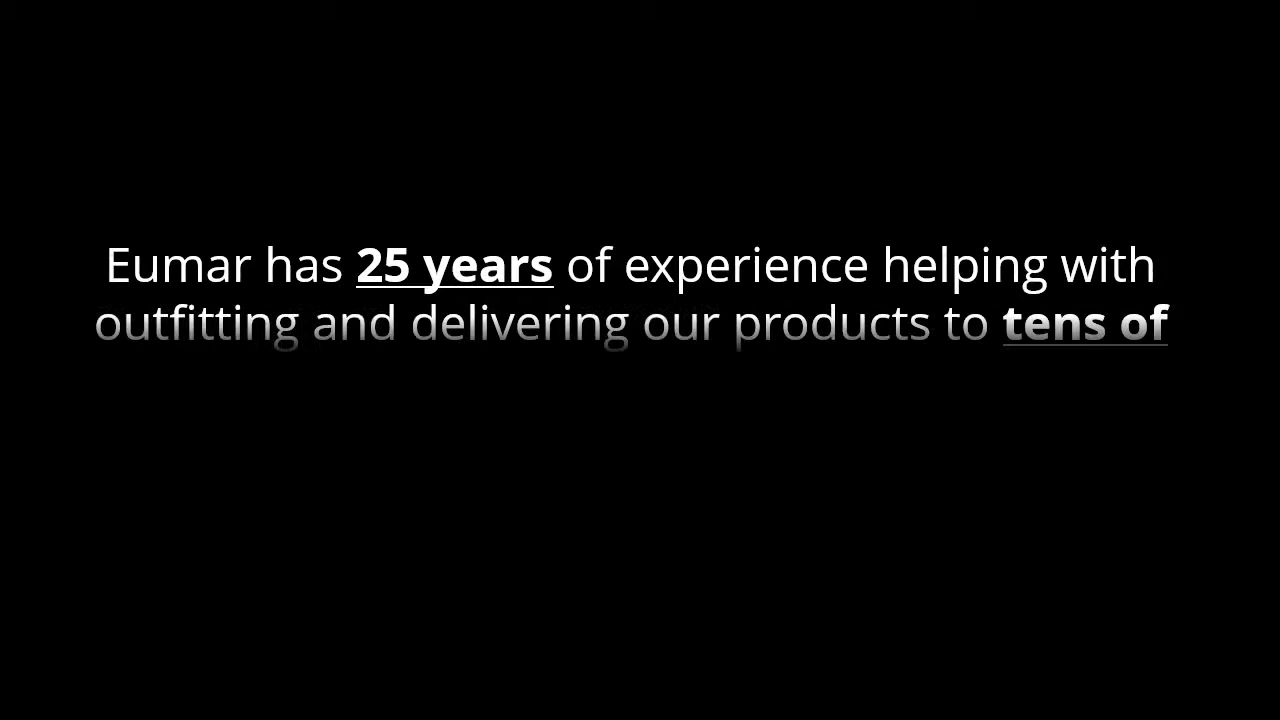 Eumar has 25 years of experience helping with
outfitting and delivering our products to tens of